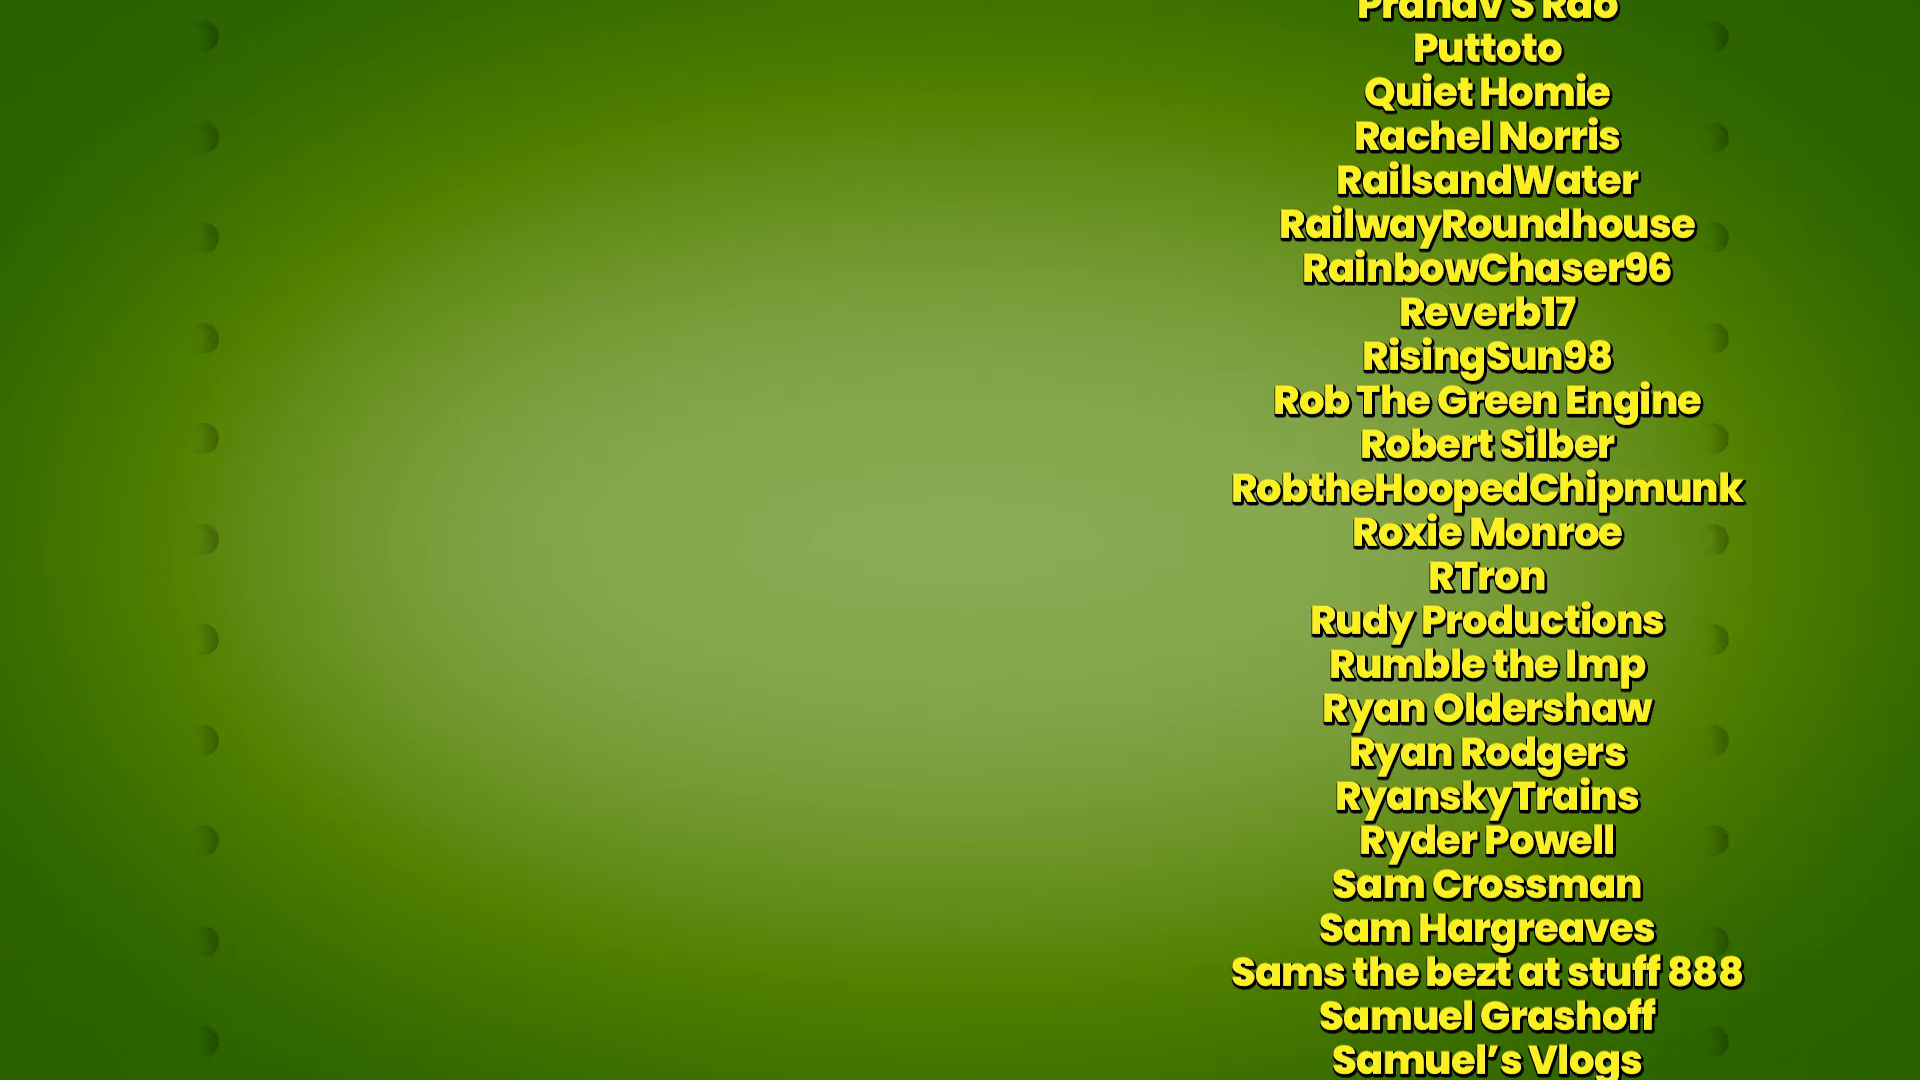 Pranav S Rao
Puttoto
Quiet Homie
Rachel Norris
RailsandWater
RailwayRoundhouse
RainbowChaser96
Reverb17
RisingSun98
Rob The Green Engine
Robert Silber
RobtheHoopedChipmunk
Roxie Monroe
RTron
Rudy Productions
Rumble the Imp
Ryan Oldershaw
Ryan Rodgers
RyanskyTrains
Ryder Powell
Sam Crossman
Sam Hargreaves
Sams the bezt at stuff 888
Samuel Grashoff
Samuel’s Vlogs